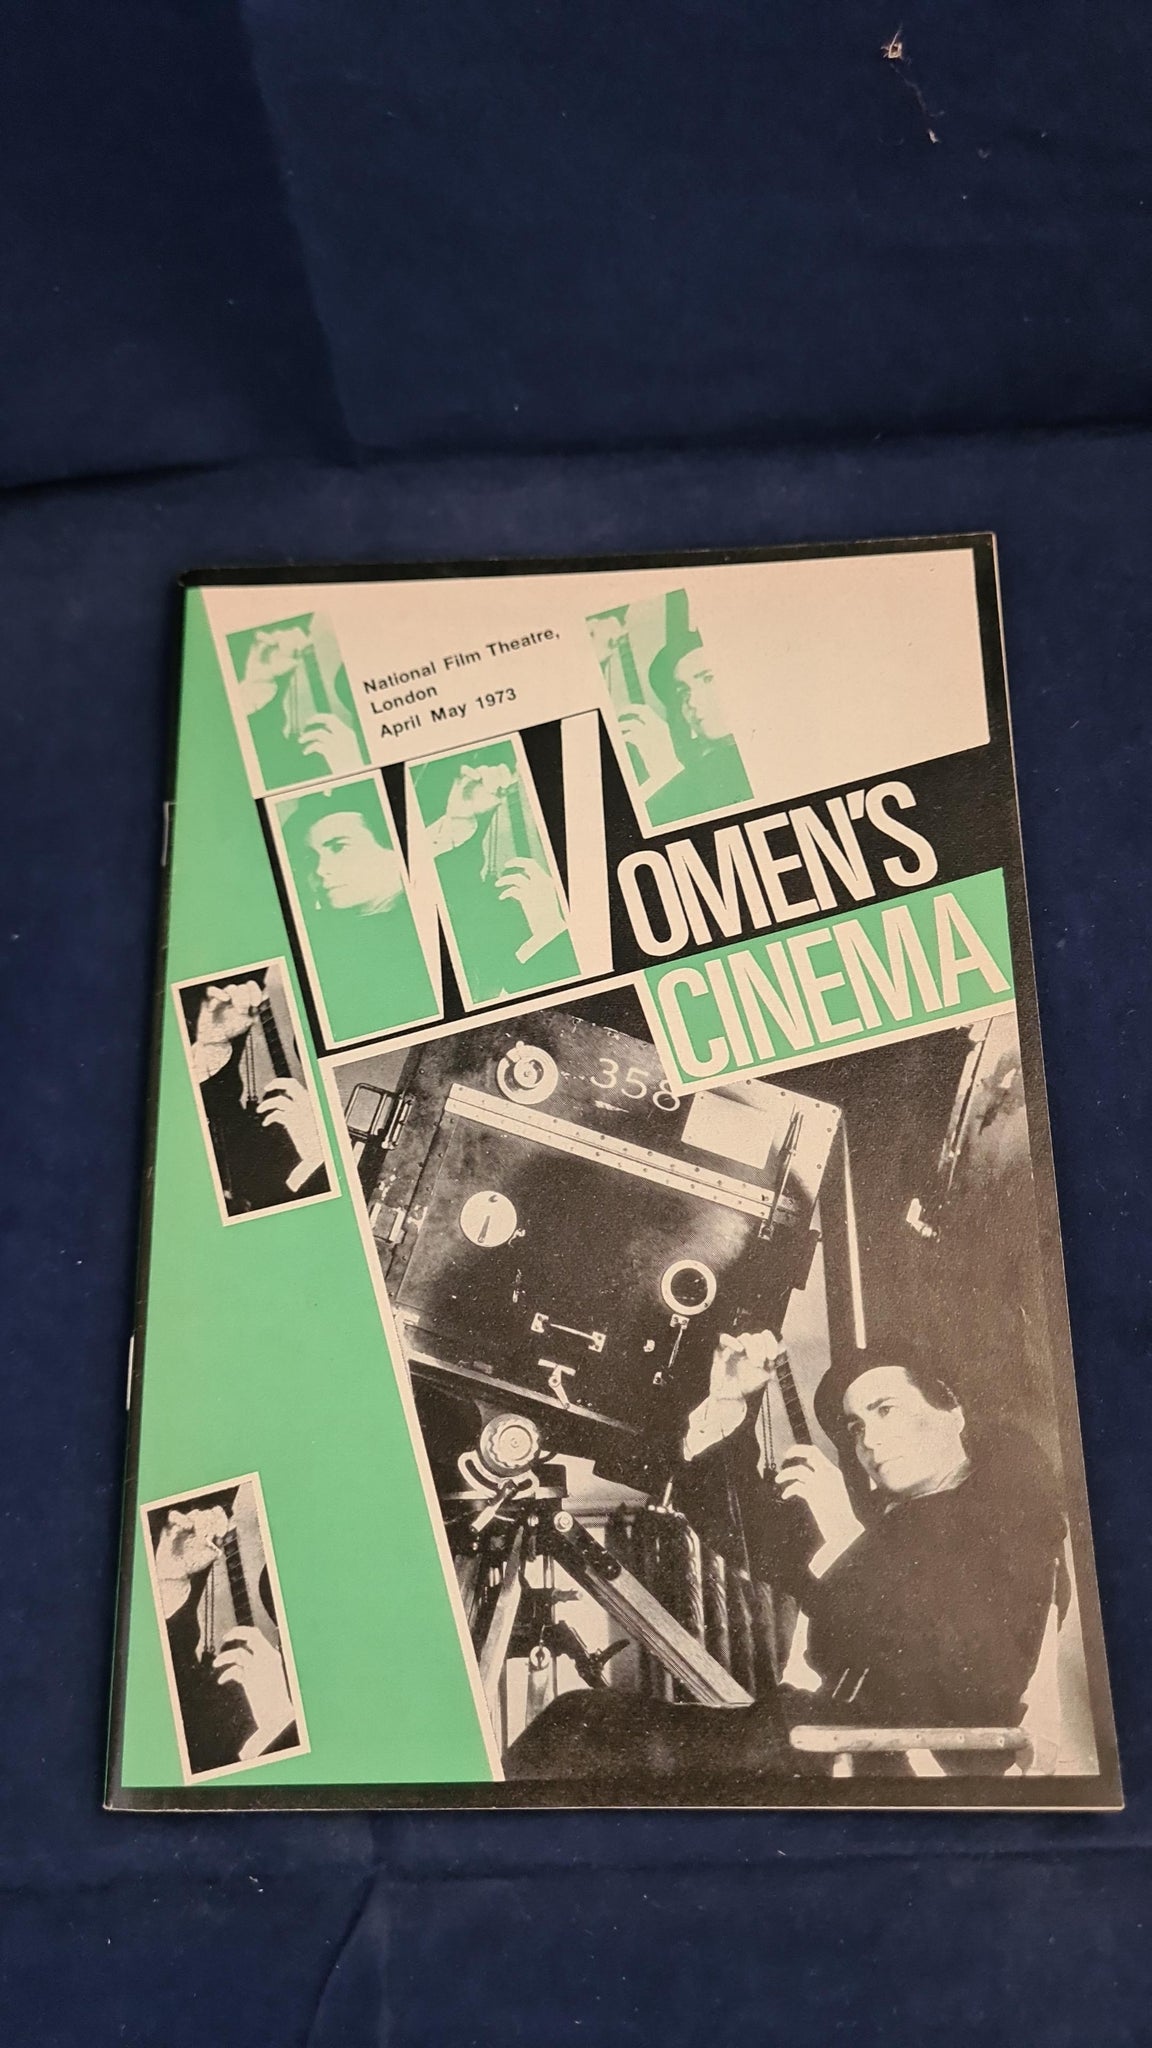 National Film Theatre,
London
April May 1973
WOMEN'S
CINEMA
358